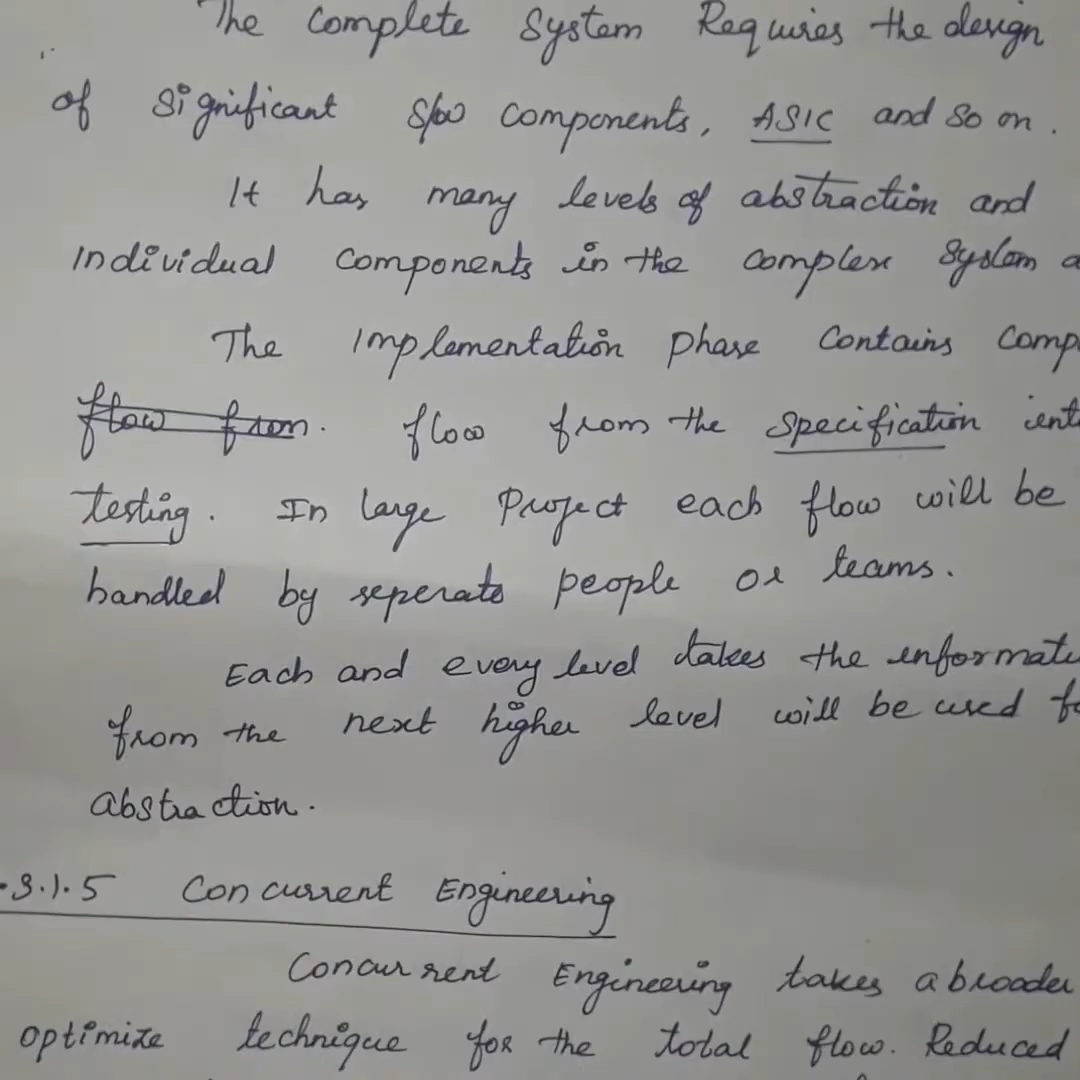 The complete System Requires the design
of significant s/w components, ASIC and so on.
It has many levels of abstraction and
individual components in the complex System a
The Implementation phase contains Comp
flow from. flow from the specification int
testing. In large Project each flow will be
handled by seperate people or teams.
Each and every level takes the informati
from the next higher level will be used fo
abstraction.
.3.1.5 Concurrent Engineering
Concurrent Engineering takes a broader
optimize technique for the total flow. Reduced